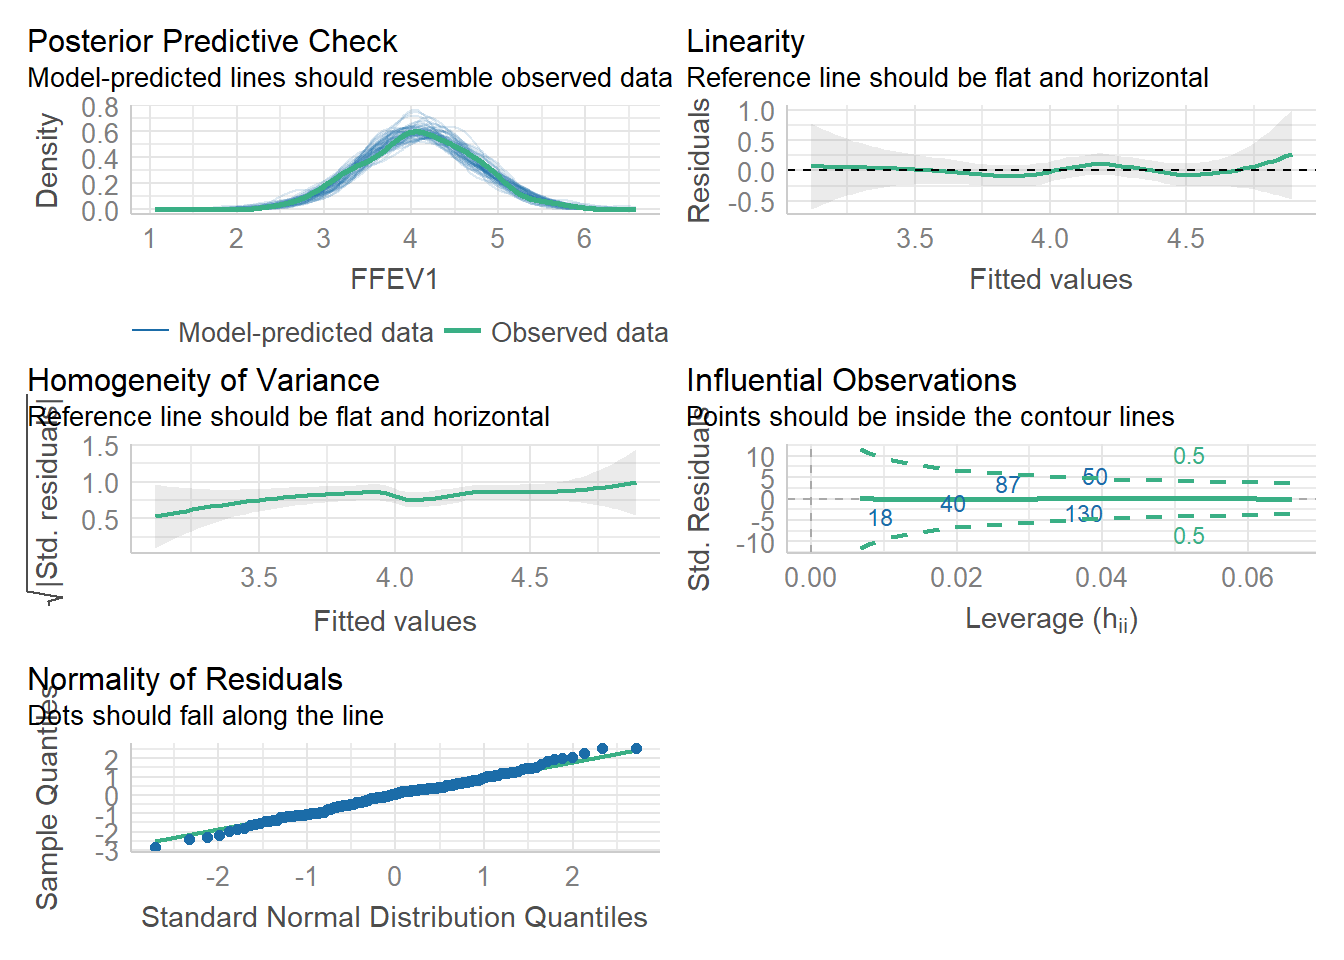 Posterior Predictive Check
Model-predicted lines should resemble observed data
Density
0.8
0.6
0.4
0.2
0.0
1 2 3 4 5 6
FFEV1
Model-predicted data Observed data
Linearity
Reference line should be flat and horizontal
Residuals
1.0
0.5
0.0
-0.5
3.5 4.0 4.5
Fitted values
Homogeneity of Variance
Reference line should be flat and horizontal
√|Std. residuals|
1.5
1.0
0.5
3.5 4.0 4.5
Fitted values
Influential Observations
Points should be inside the contour lines
Std. Residuals
10
5
0
-5
-10
0.5
50
87
40
18
130
0.5
0.00 0.02 0.04 0.06
Leverage (hii)
Normality of Residuals
Dots should fall along the line
Sample Quantiles
2
1
0
-1
-2
-3
-2 -1 0 1 2
Standard Normal Distribution Quantiles